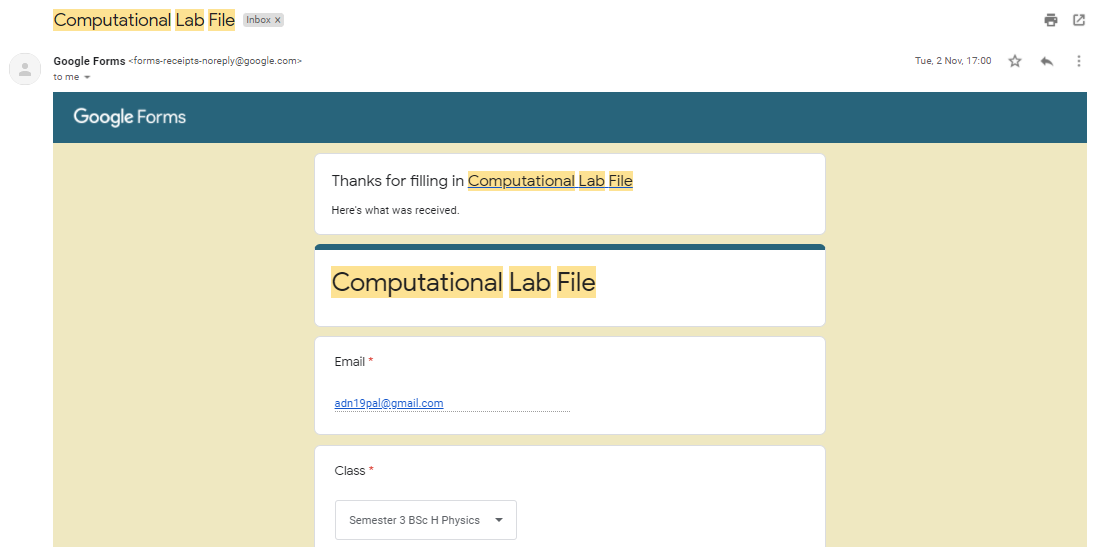 Computational Lab File Inbox x
Google Forms <forms-receipts-noreply@google.com> Tue, 2 Nov, 17:00
to me
Google Forms
Thanks for filling in Computational Lab File
Here's what was received.
Computational Lab File
Email *
adn19pal@gmail.com
Class *
Semester 3 BSc H Physics